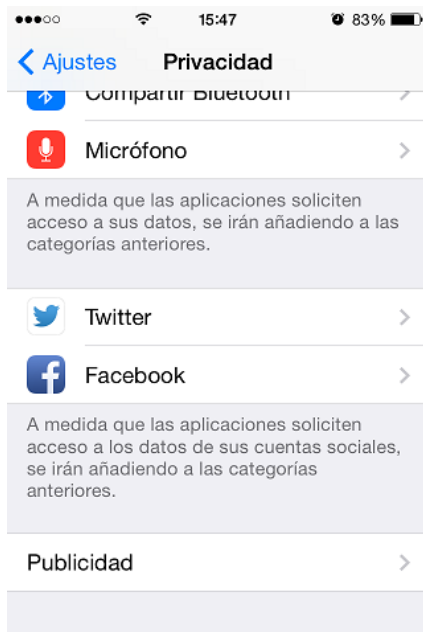 15:47 83%
Ajustes Privacidad
Compartir Bluetooth
Micrófono
A medida que las aplicaciones soliciten
acceso a sus datos, se irán añadiendo a las
categorías anteriores.
Twitter
Facebook
A medida que las aplicaciones soliciten
acceso a los datos de sus cuentas sociales,
se irán añadiendo a las categorías
anteriores.
Publicidad